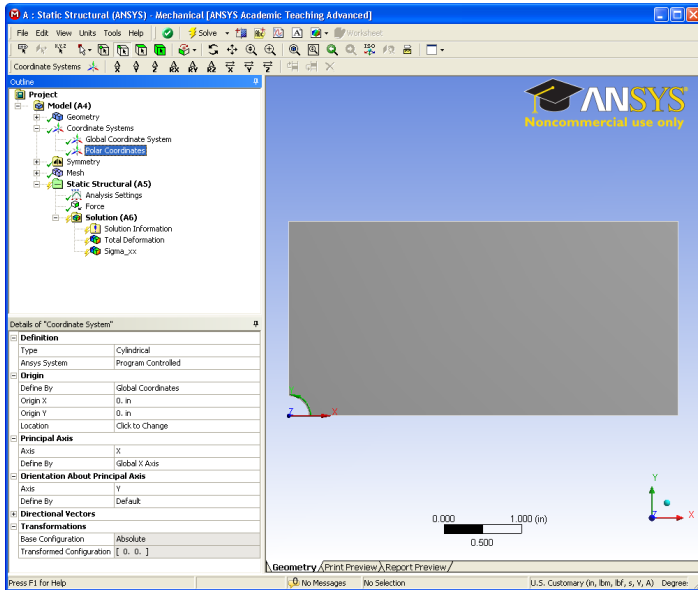 A : Static Structural (ANSYS) - Mechanical [ANSYS Academic Teaching Advanced]
File Edit View Units Tools Help Solve Worksheet
Coordinate Systems X Y Z RX RY RZ X Y Z
Outline
Project
Model (A4)
Geometry
Coordinate Systems
Global Coordinate System
Polar Coordinates
Symmetry
Mesh
Static Structural (A5)
Analysis Settings
Force
Solution (A6)
Solution Information
Total Deformation
Sigma_xx
Details of "Coordinate System"
Definition
Type Cylindrical
Ansys System Program Controlled
Origin
Define By Global Coordinates
Origin X 0. in
Origin Y 0. in
Location Click to Change
Principal Axis
Axis X
Define By Global X Axis
Orientation About Principal Axis
Axis Y
Define By Default
Directional Vectors
Transformations
Base Configuration Absolute
Transformed Configuration [ 0. 0. ]
ANSYS
Noncommercial use only
Z X
Y
Z X
0.000 1.000 (in)
0.500
Geometry Print Preview Report Preview
Press F1 for Help No Messages No Selection U.S. Customary (in, lbm, lbf, s, V, A) Degree: